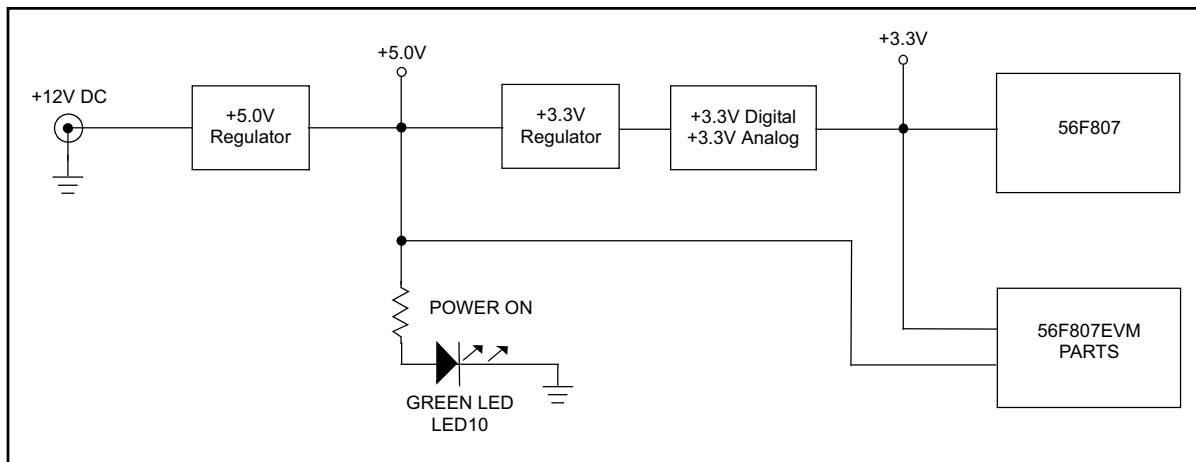 +12V DC
+5.0V
Regulator
+5.0V
+3.3V
Regulator
+3.3V Digital
+3.3V Analog
+3.3V
56F807
POWER ON
GREEN LED
LED10
56F807EVM
PARTS